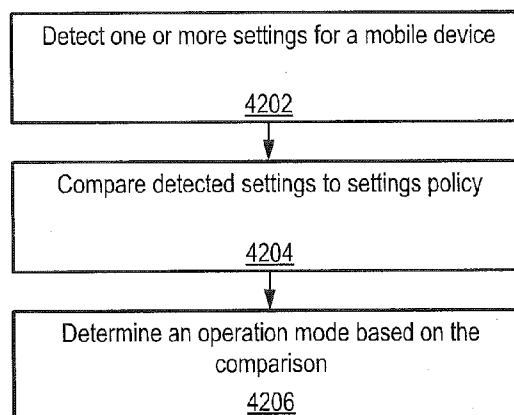 Detect one or more settings for a mobile device
4202
Compare detected settings to settings policy
4204
Determine an operation mode based on the
comparison
4206